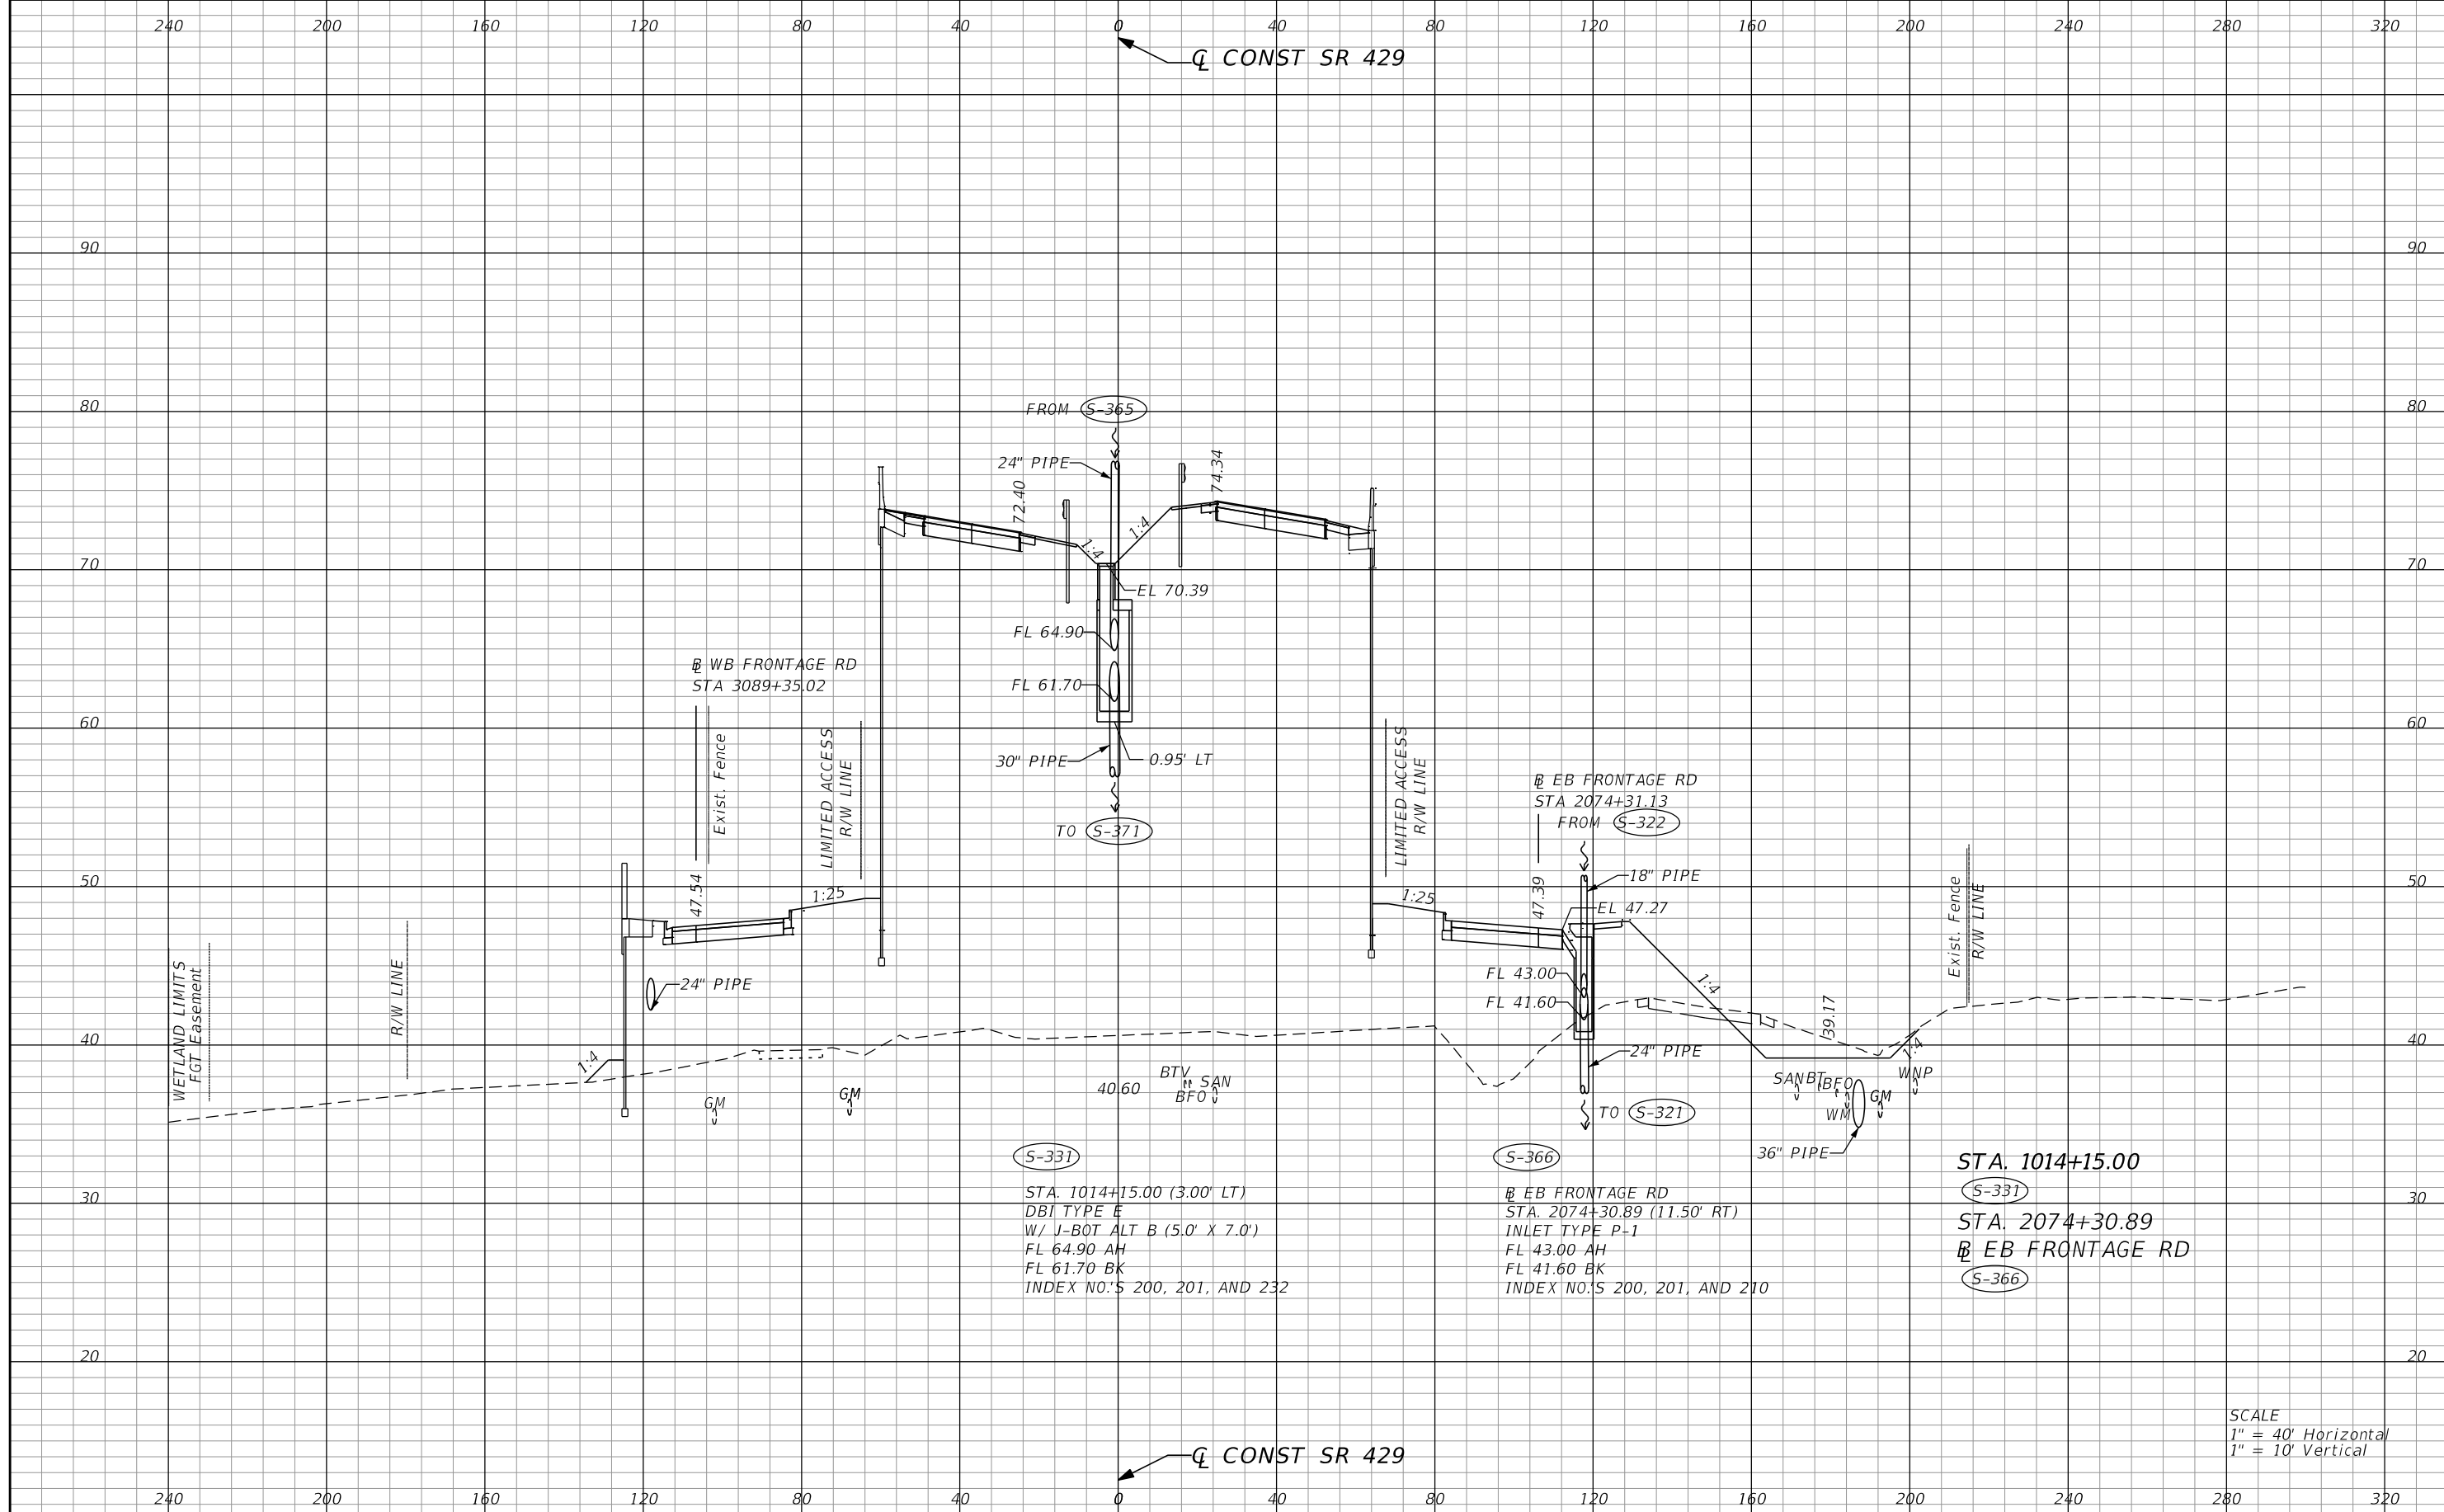 240 200 160 120 80 40 0 40 80 120 160 200 240 280 320
℄ CONST SR 429
90 90
80 80
FROM S-365
24" PIPE
72.40
74.34
1:4
1:4
70 70
EL 70.39
FL 64.90
FL 61.70
℄ WB FRONTAGE RD
STA 3089+35.02
60 60
30" PIPE
0.95' LT
TO S-371
Exist. Fence
LIMITED ACCESS
R/W LINE
LIMITED ACCESS
R/W LINE
℄ EB FRONTAGE RD
STA 2074+31.13
FROM S-322
50 50
18" PIPE
47.54
1:25
1:25
47.39
EL 47.27
Exist. Fence
R/W LINE
WETLAND LIMITS
FGT Easement
R/W LINE
24" PIPE
FL 43.00
FL 41.60
1:4
39.17
40 40
1:4
1:4
24" PIPE
GM
GM
40.60
BTV
SAN
BFO
SAN
BT
BFO
WNP
WM
GM
TO S-321
36" PIPE
S-331
STA. 1014+15.00 (3.00' LT)
DBI TYPE E
W/ J-BOT ALT B (5.0' X 7.0')
FL 64.90 AH
FL 61.70 BK
INDEX NO.'S 200, 201, AND 232
S-366
℄ EB FRONTAGE RD
STA. 2074+30.89 (11.50' RT)
INLET TYPE P-1
FL 43.00 AH
FL 41.60 BK
INDEX NO.'S 200, 201, AND 210
STA. 1014+15.00
S-331
STA. 2074+30.89
℄ EB FRONTAGE RD
S-366
30 30
20 20
SCALE
1" = 40' Horizontal
1" = 10' Vertical
℄ CONST SR 429
240 200 160 120 80 40 0 40 80 120 160 200 240 280 320